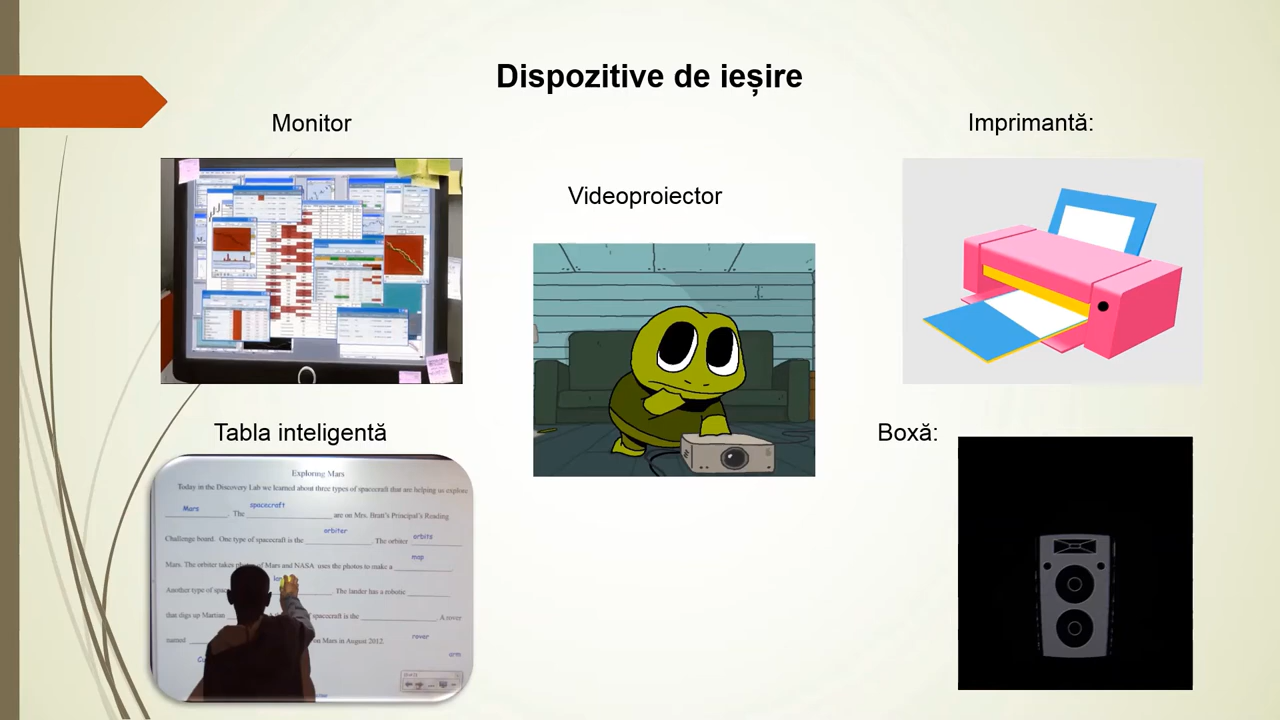 Dispozitive de ieșire
Monitor
Imprimantă:
Videoproiector
Tabla inteligentă
Boxă:
Exploring Mars
Today in the Discovery Lab we learned about three types of spacecraft that are helping us explore
Mars . The spacecraft are on Mrs. Bratt's Principal's Reading
Challenge board. One type of spacecraft is the orbiter . The orbiter orbits
Mars. The orbiter takes photos of Mars and NASA uses the photos to make a map
Another type of . The lander has a robotic
that digs up Martian of spacecraft is the . A rover
named on Mars in August 2012. rover
arm